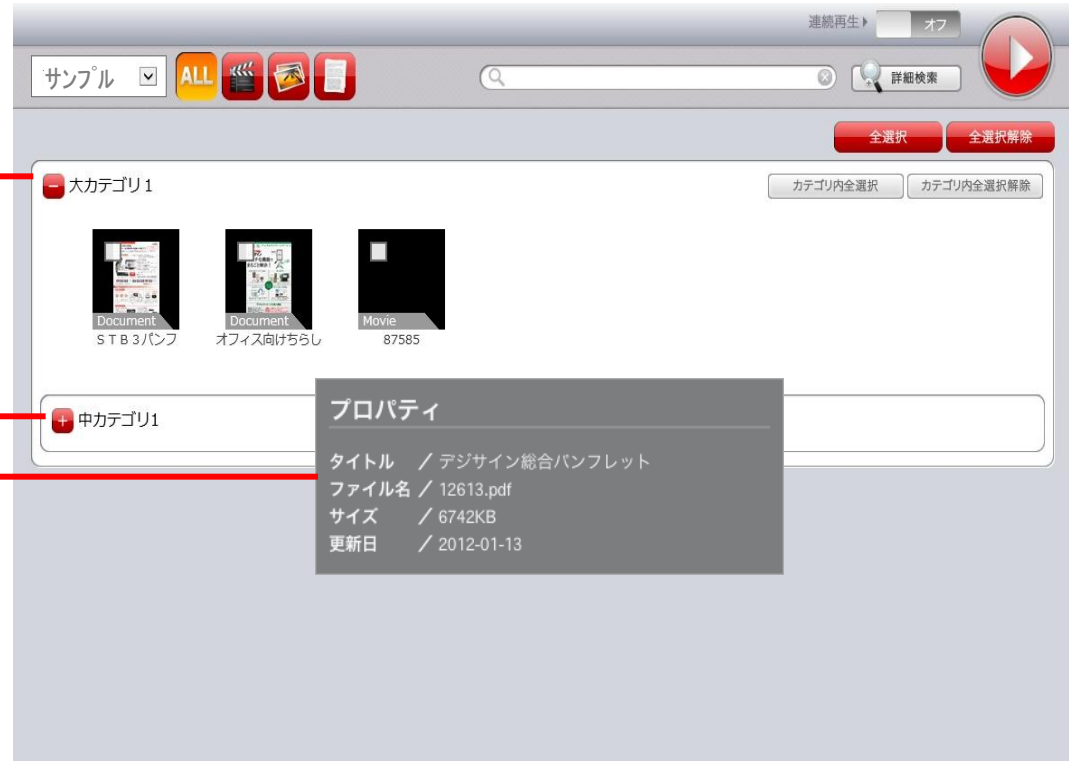 連続再生
オフ
サンプル
ALL
詳細検索
全選択
全選択解除
大カテゴリ1
カテゴリ内全選択
カテゴリ内全選択解除
Document
Document
Movie
STB3パンフ
オフィス向けちらし
87585
中カテゴリ1
プロパティ
タイトル / デジサイン総合パンフレット
ファイル名 / 12613.pdf
サイズ / 6742KB
更新日 / 2012-01-13